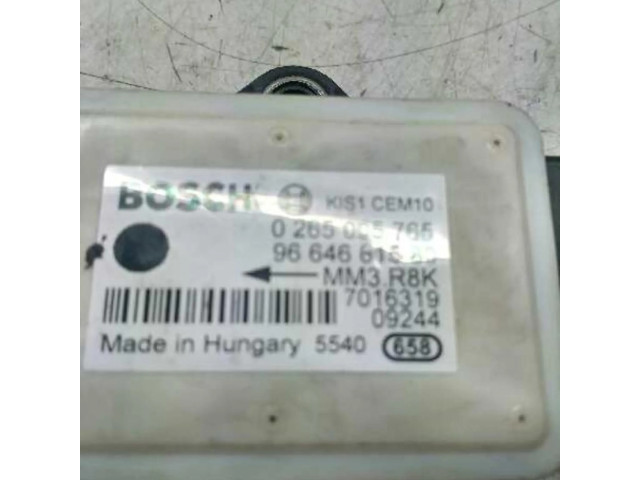 BOSCH KIS1 CEM10
0 265 005 765
96 646 615 80
MM3.R8K
7016319
09244
Made in Hungary 5540 658